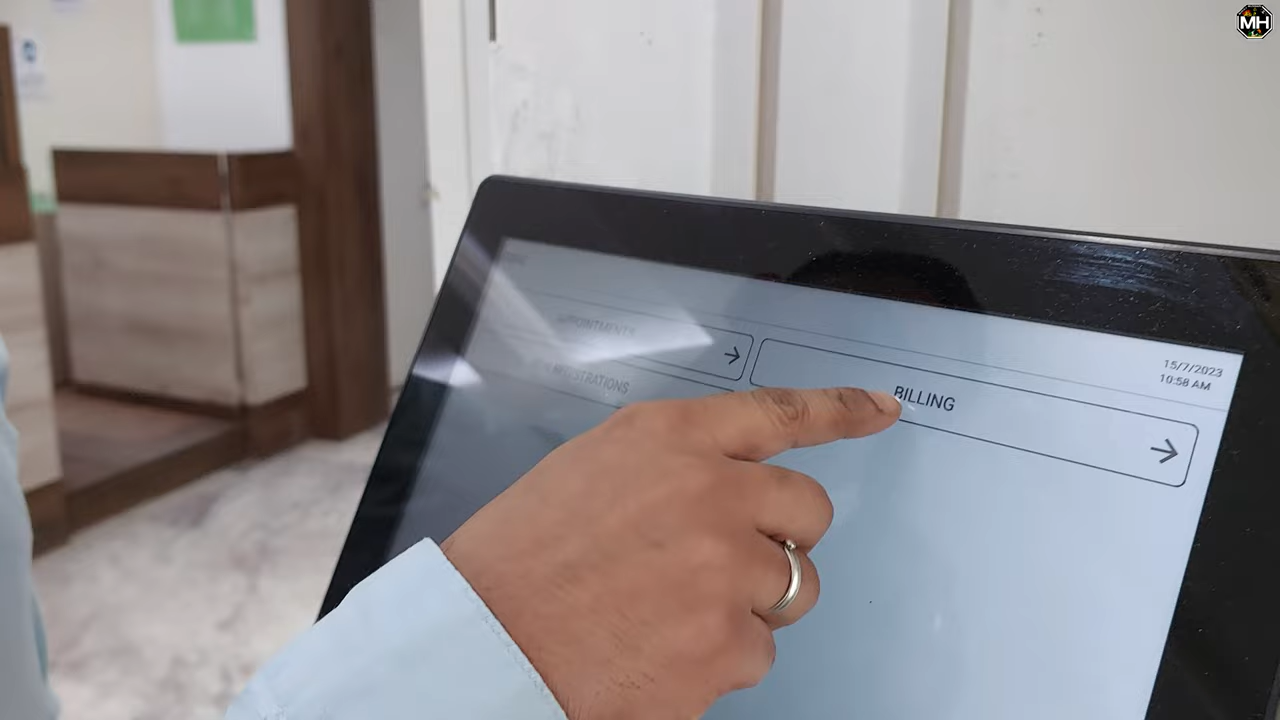 MH
APPOINTMENTS
BILLING
15/7/2023
10:58 AM
REGISTRATIONS